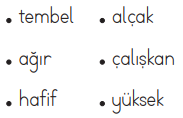 • tembel • alçak
• ağır • çalışkan
• hafif • yüksek